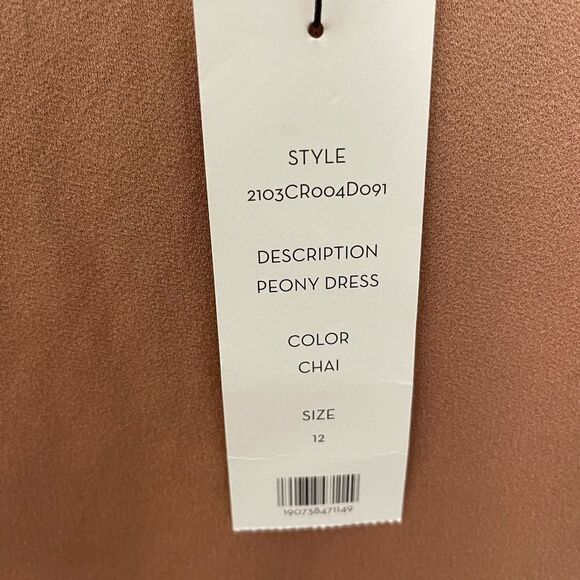 STYLE
2103CR004D091
DESCRIPTION
PEONY DRESS
COLOR
CHAI
SIZE
12
190738471149